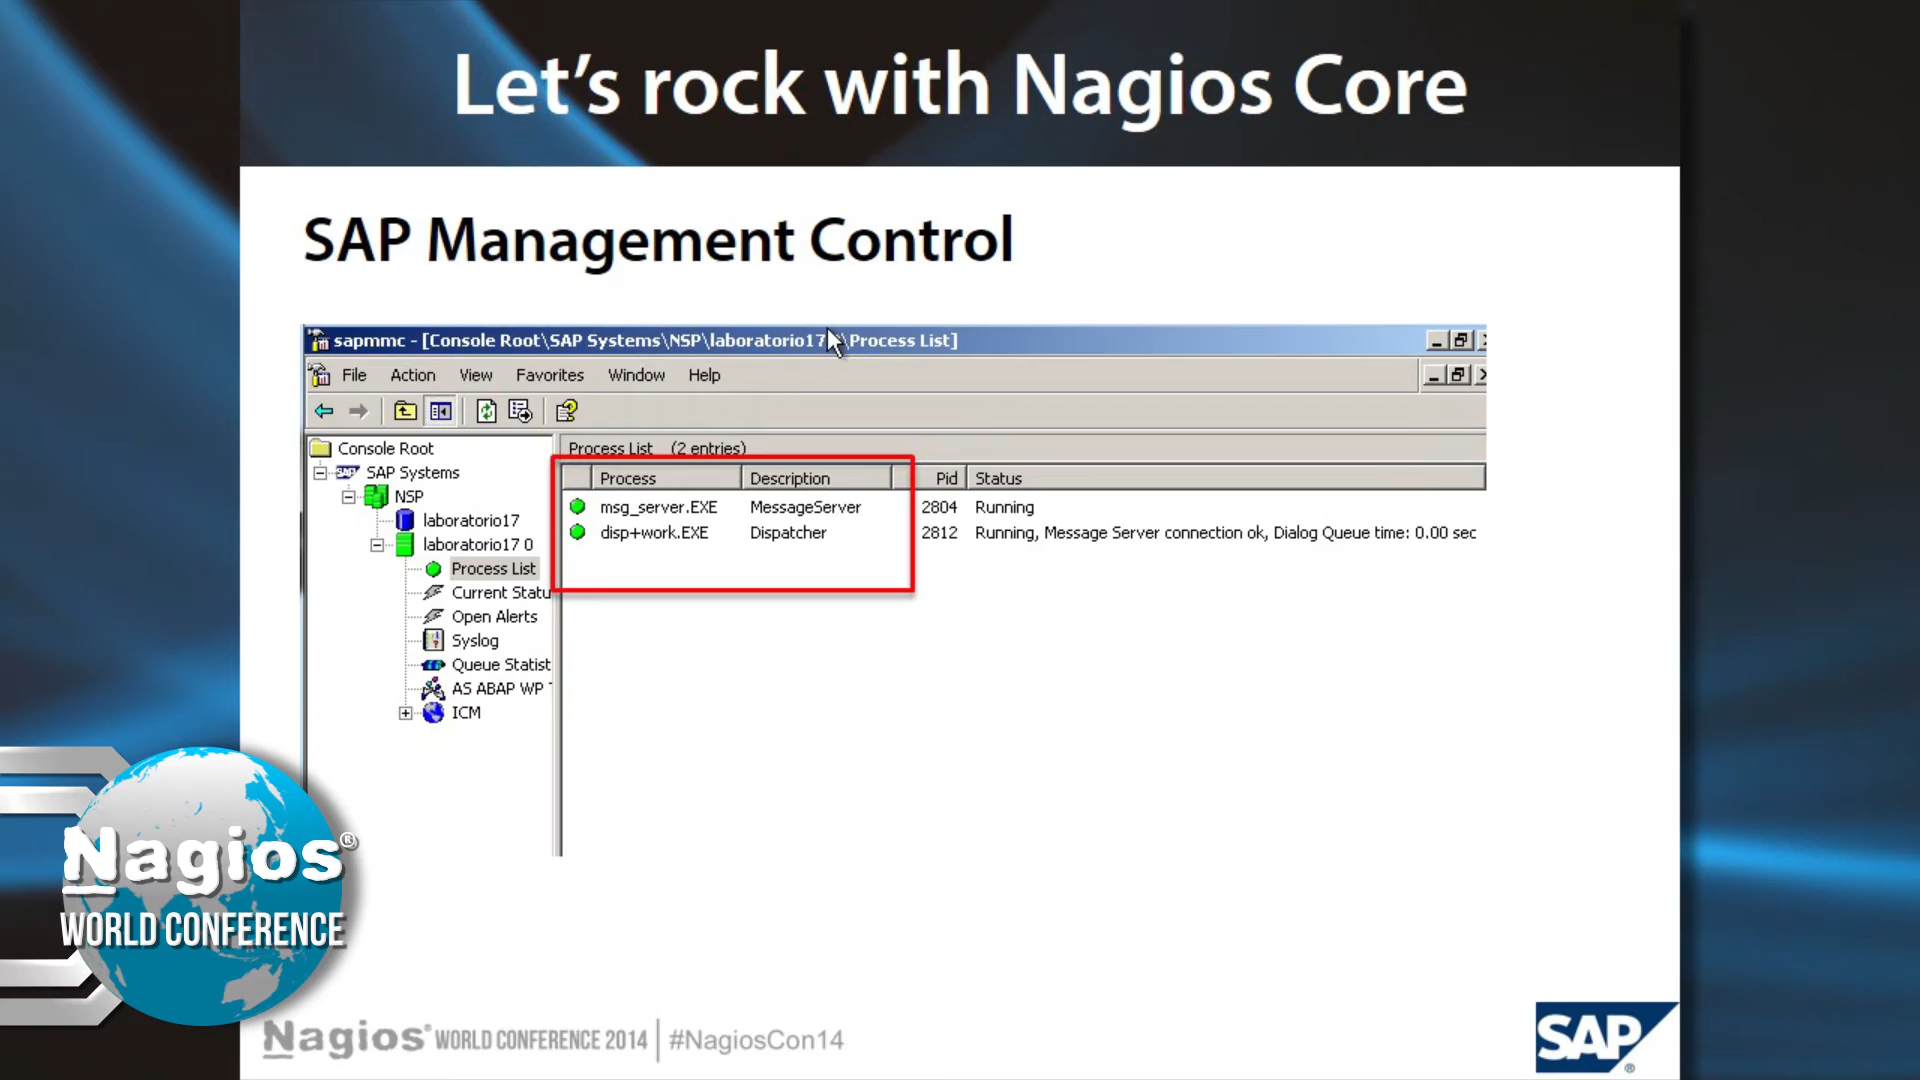 Let's rock with Nagios Core
SAP Management Control
sapmmc - [Console Root\SAP Systems\NSP\laboratorio17 \Process List]
File Action View Favorites Window Help
Console Root
SAP Systems
NSP
laboratorio17
laboratorio17 0
Process List
Current Statu
Open Alerts
Syslog
Queue Statist
AS ABAP WP
ICM
Process List (2 entries)
Process Description Pid Status
msg_server.EXE MessageServer 2804 Running
disp+work.EXE Dispatcher 2812 Running, Message Server connection ok, Dialog Queue time: 0.00 sec
Nagios®
WORLD CONFERENCE
Nagios® WORLD CONFERENCE 2014 | #NagiosCon14
SAP®